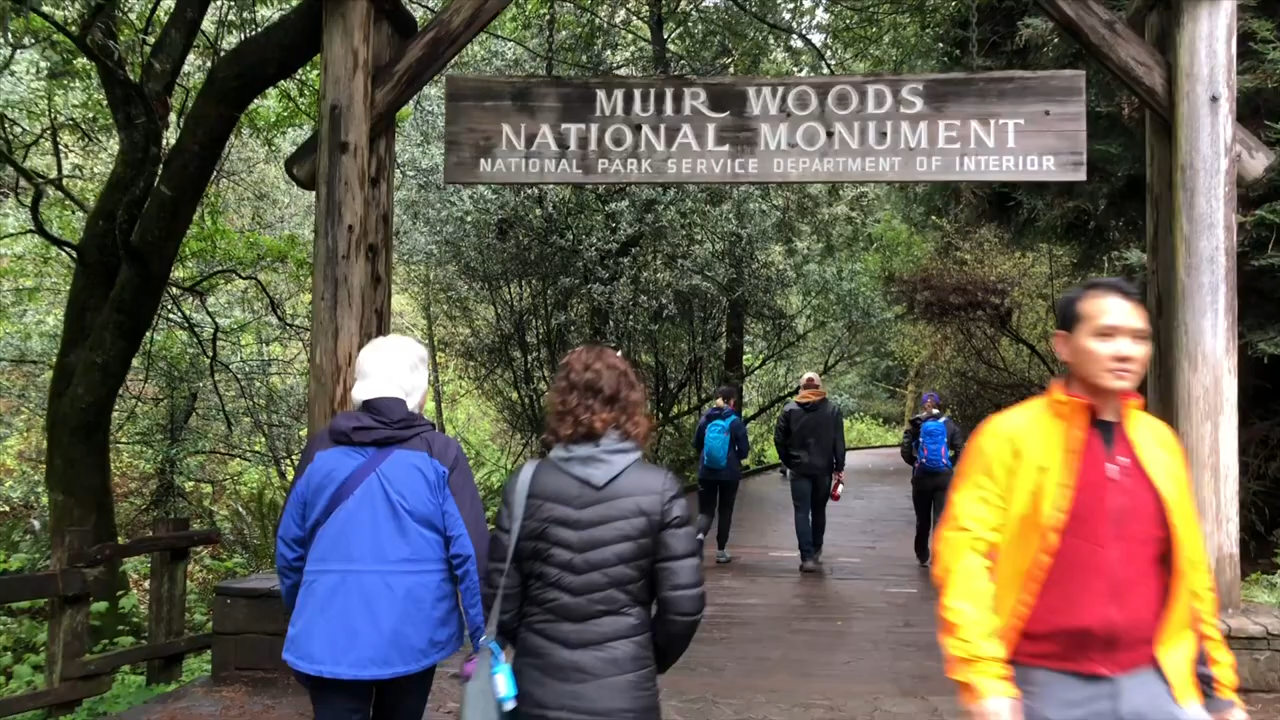 MUIR WOODS
NATIONAL MONUMENT
NATIONAL PARK SERVICE DEPARTMENT OF INTERIOR